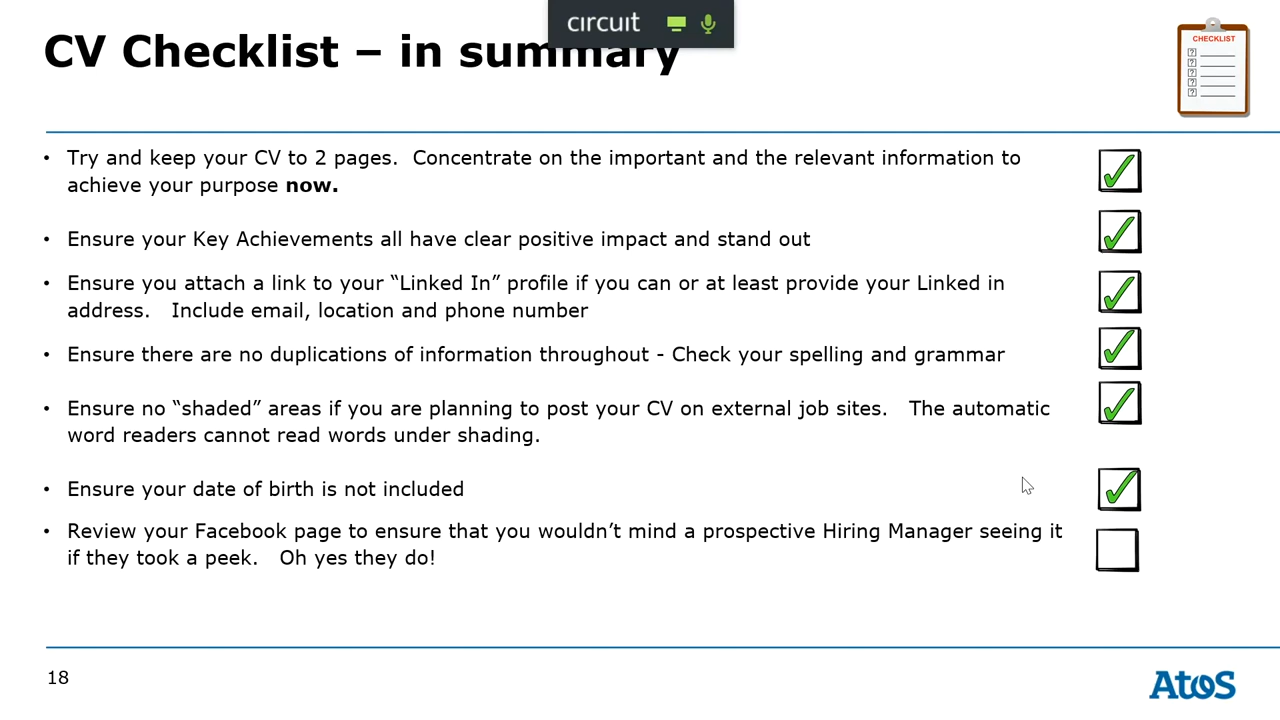 circuit
CV Checklist – in summary
CHECKLIST
• Try and keep your CV to 2 pages.  Concentrate on the important and the relevant information to
achieve your purpose now.
• Ensure your Key Achievements all have clear positive impact and stand out
• Ensure you attach a link to your “Linked In” profile if you can or at least provide your Linked in
address.   Include email, location and phone number
• Ensure there are no duplications of information throughout - Check your spelling and grammar
• Ensure no “shaded” areas if you are planning to post your CV on external job sites.   The automatic
word readers cannot read words under shading.
• Ensure your date of birth is not included
• Review your Facebook page to ensure that you wouldn’t mind a prospective Hiring Manager seeing it
if they took a peek.   Oh yes they do!
18
Atos